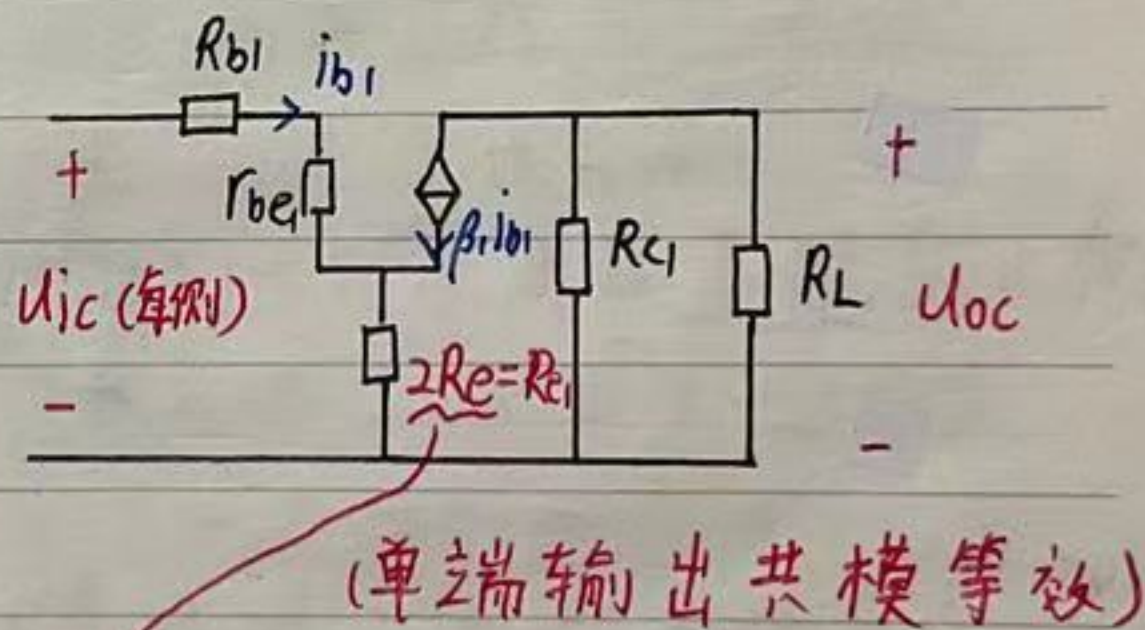 Rb1 ib1
+ rbe1 β1ib1 Rc1 RL +
uic (每侧) uoc
- 2Re=Re1 -
(单端输出共模等效)